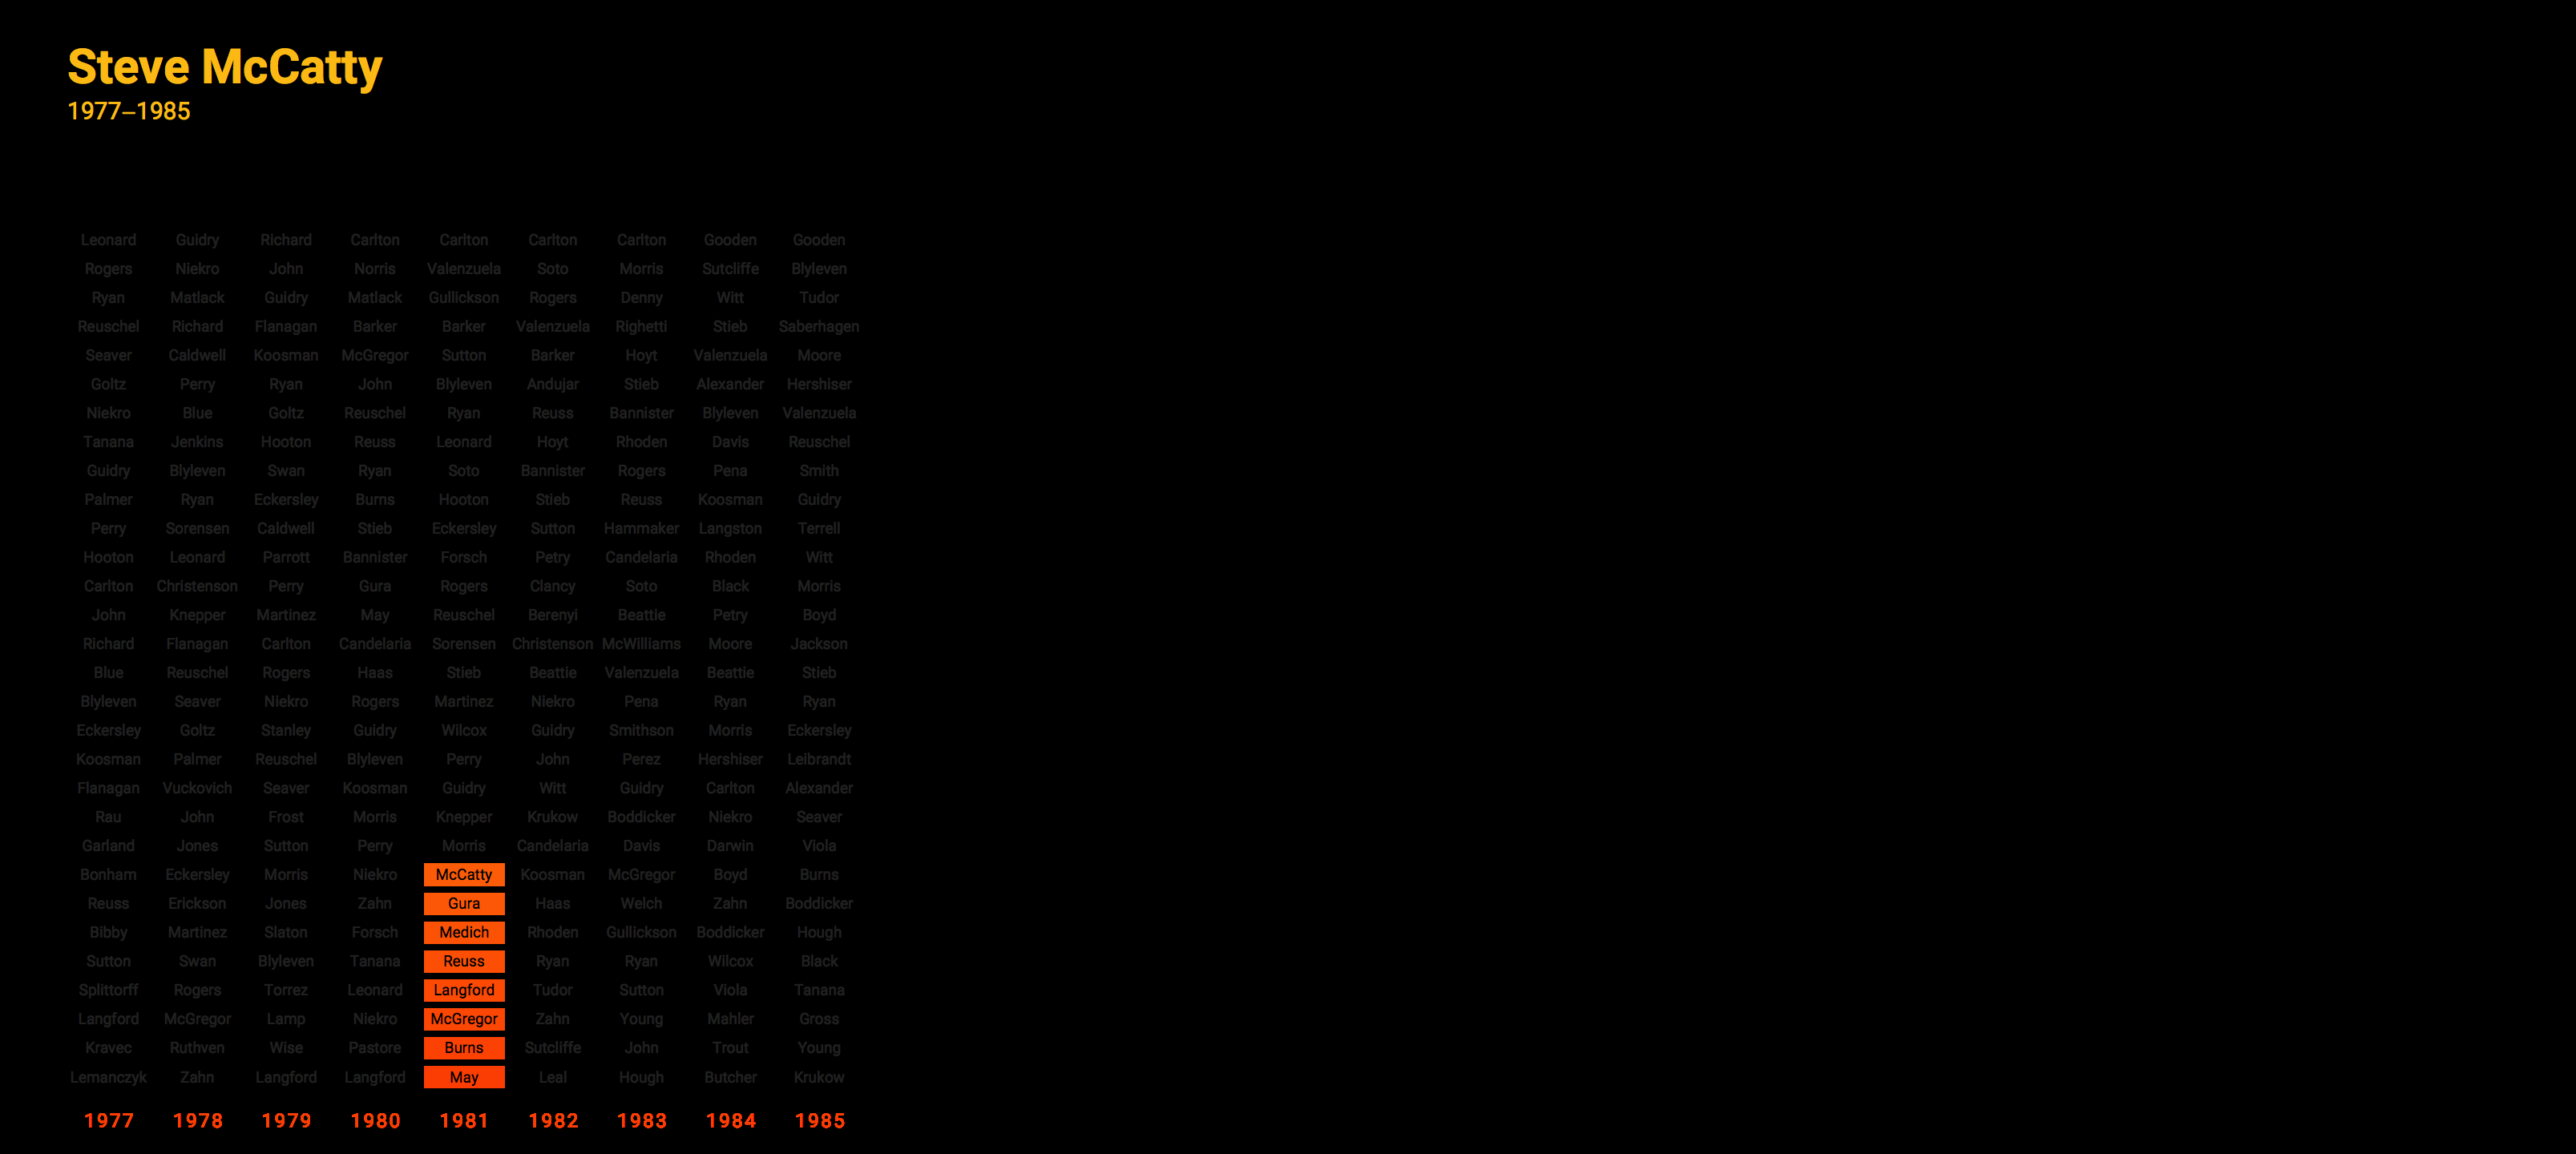 Steve McCatty
1977–1985
Leonard Guidry Richard Carlton Carlton Carlton Carlton Gooden Gooden
Rogers Niekro John Norris Valenzuela Soto Morris Sutcliffe Blyleven
Ryan Matlack Guidry Matlack Gullickson Rogers Denny Witt Tudor
Reuschel Richard Flanagan Barker Barker Valenzuela Righetti Stieb Saberhagen
Seaver Caldwell Koosman McGregor Sutton Barker Hoyt Valenzuela Moore
Goltz Perry Ryan John Blyleven Andujar Stieb Alexander Hershiser
Niekro Blue Goltz Reuschel Ryan Reuss Bannister Blyleven Valenzuela
Tanana Jenkins Hooton Reuss Leonard Hoyt Rhoden Davis Reuschel
Guidry Blyleven Swan Ryan Soto Bannister Rogers Pena Smith
Palmer Ryan Eckersley Burns Hooton Stieb Reuss Koosman Guidry
Perry Sorensen Caldwell Stieb Eckersley Sutton Hammaker Langston Terrell
Hooton Leonard Parrott Bannister Forsch Petry Candelaria Rhoden Witt
Carlton Christenson Perry Gura Rogers Clancy Soto Black Morris
John Knepper Martinez May Reuschel Berenyi Beattie Petry Boyd
Richard Flanagan Carlton Candelaria Sorensen Christenson McWilliams Moore Jackson
Blue Reuschel Rogers Haas Stieb Beattie Valenzuela Beattie Stieb
Blyleven Seaver Niekro Rogers Martinez Niekro Pena Ryan Ryan
Eckersley Goltz Stanley Guidry Wilcox Guidry Smithson Morris Eckersley
Koosman Palmer Reuschel Blyleven Perry John Perez Hershiser Leibrandt
Flanagan Vuckovich Seaver Koosman Guidry Witt Guidry Carlton Alexander
Rau John Frost Morris Knepper Krukow Boddicker Niekro Seaver
Garland Jones Sutton Perry Morris Candelaria Davis Darwin Viola
Bonham Eckersley Morris Niekro McCatty Koosman McGregor Boyd Burns
Reuss Erickson Jones Zahn Gura Haas Welch Zahn Boddicker
Bibby Martinez Slaton Forsch Medich Rhoden Gullickson Boddicker Hough
Sutton Swan Blyleven Tanana Reuss Ryan Ryan Wilcox Black
Splittorff Rogers Torrez Leonard Langford Tudor Sutton Viola Tanana
Langford McGregor Lamp Niekro McGregor Zahn Young Mahler Gross
Kravec Ruthven Wise Pastore Burns Sutcliffe John Trout Young
Lemanczyk Zahn Langford Langford May Leal Hough Butcher Krukow
1977 1978 1979 1980 1981 1982 1983 1984 1985